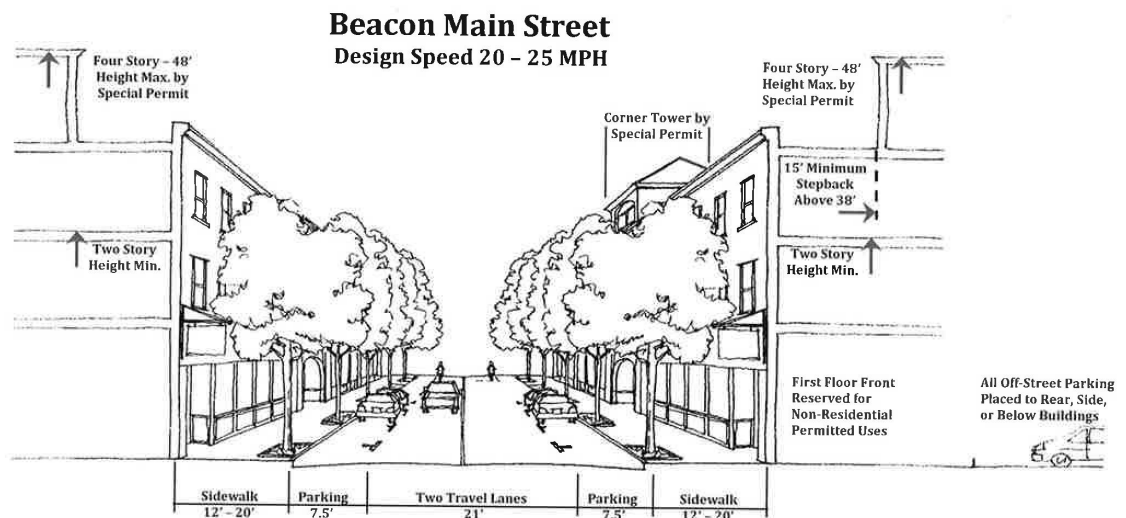 Beacon Main Street
Design Speed 20 – 25 MPH
Four Story – 48'
Height Max. by
Special Permit
Four Story – 48'
Height Max. by
Special Permit
Corner Tower by
Special Permit
15' Minimum
Stepback
Above 38'
Two Story
Height Min.
Two Story
Height Min.
First Floor Front
Reserved for
Non-Residential
Permitted Uses
All Off-Street Parking
Placed to Rear, Side,
or Below Buildings
Sidewalk
12' – 20'
Parking
7.5'
Two Travel Lanes
21'
Parking
7.5'
Sidewalk
12' – 20'